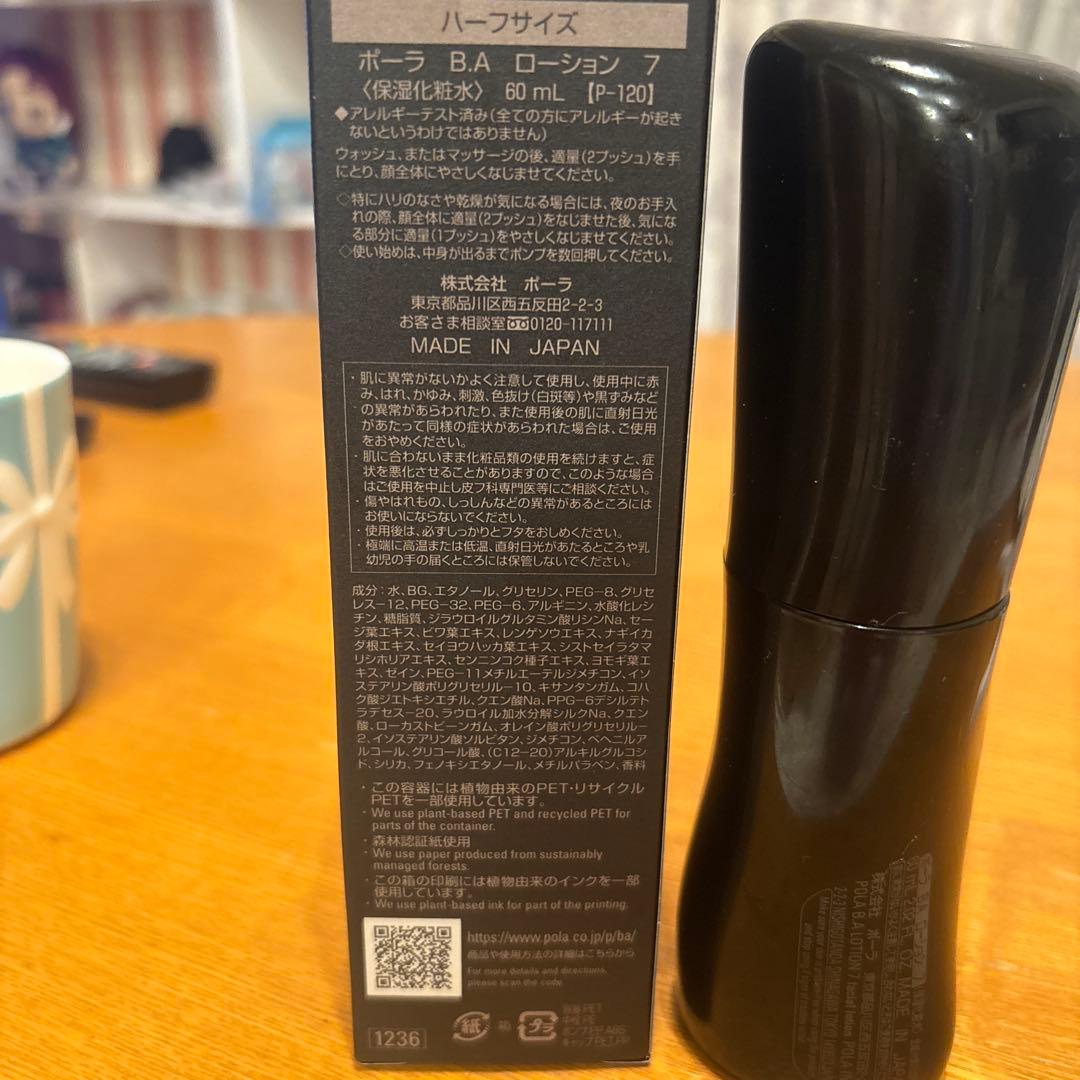 ハーフサイズ
ポーラ B.A ローション 7
〈保湿化粧水〉 60 mL 【P-120】
◆アレルギーテスト済み(全ての方にアレルギーが起き
ないというわけではありません)
ウォッシュ、またはマッサージの後、適量(2プッシュ)を手
にとり、顔全体にやさしくなじませてください。
◇特にハリのなさや乾燥が気になる場合には、夜のお手入
れの際、顔全体に適量(2プッシュ)をなじませた後、気にな
る部分に適量(1プッシュ)をやさしくなじませてください。
◇使い始めは、中身が出るまでポンプを数回押してください。
株式会社 ポーラ
東京都品川区西五反田2-2-3
お客さま相談室 0120-117111
MADE IN JAPAN
・肌に異常がないかよく注意して使用し、使用中に赤
み、はれ、かゆみ、刺激、色抜け(白斑等)や黒ずみなど
の異常があらわれたり、また使用後の肌に直射日光
があたって同様の症状があらわれた場合は、ご使用
をおやめください。
・肌に合わないまま化粧品類の使用を続けますと、症
状を悪化させることがありますので、このような場合
はご使用を中止し皮フ科専門医等にご相談ください。
・傷やはれもの、しっしんなどの異常があるところには
お使いにならないでください。
・使用後は、必ずしっかりとフタをおしめください。
・極端に高温または低温、直射日光があたるところや乳
幼児の手の届くところには保管しないでください。
成分：水、BG、エタノール、グリセリン、PEG-8、グリセ
レス-12、PEG-32、PEG-6、アルギニン、水酸化レシ
チン、糖脂質、ジラウロイルグルタミン酸リシンNa、セー
ジ葉エキス、ビワ葉エキス、レンゲソウエキス、ナギイカ
ダ根エキス、セイヨウハッカ葉エキス、シストセイラタマ
リシホリアエキス、センニンコク種子エキス、ヨモギ葉エ
キス、ゼイン、PEG-11メチルエーテルジメチコン、イソ
ステアリン酸ポリグリセリル-10、キサンタンガム、コハ
ク酸ジエトキシエチル、クエン酸Na、PPG-6デシルテト
ラデセス-20、ラウロイル加水分解シルクNa、クエン
酸、ローカストビーンガム、オレイン酸ポリグリセリル-
2、イソステアリン酸ソルビタン、ジメチコン、ベヘニルア
ルコール、グリコール酸、(C12-20)アルキルグルコシ
ド、シリカ、フェノキシエタノール、メチルパラベン、香料
・この容器には植物由来のPET・リサイクル
PETを一部使用しています。
・We use plant-based PET and recycled PET for
parts of the container.
・森林認証紙使用
・We use paper produced from sustainably
managed forests.
・この箱の印刷には植物由来のインクを一部
使用しています。
・We use plant-based ink for part of the printing.
https://www.pola.co.jp/p/ba/
商品や使用方法の詳細はこちらから
For more details and directions,
please scan the code.
1236
紙
箱
プラ
株式会社 ポーラ
POLA B.A LOTION 7